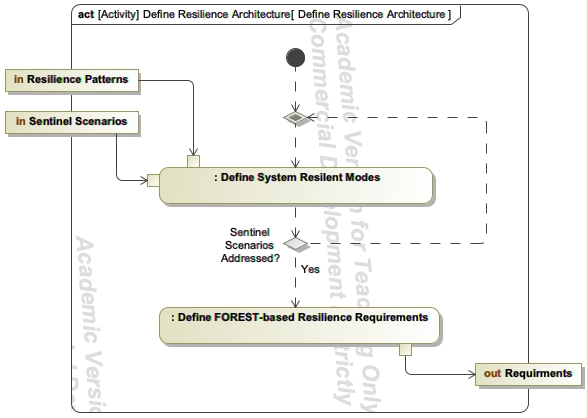 act [Activity] Define Resilience Architecture[ Define Resilience Architecture ]
in Resilience Patterns
in Sentinel Scenarios
: Define System Resilent Modes
Sentinel
Scenarios
Addressed?
Yes
: Define FOREST-based Resilience Requirements
out Requirments
Academic Version for Teaching Only
Commercial Development
strictly
Academic